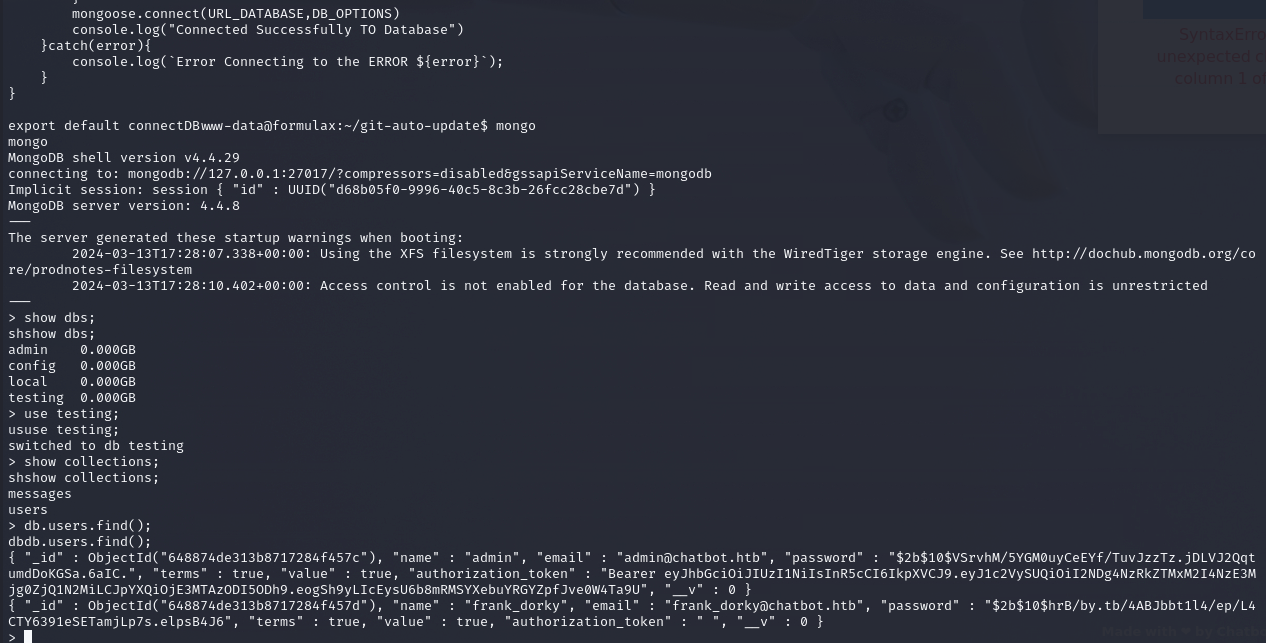 }
        mongoose.connect(URL_DATABASE,DB_OPTIONS)
        console.log("Connected Successfully TO Database")
    }catch(error){
        console.log(`Error Connecting to the ERROR ${error}`);
    }
}
export default connectDBwww-data@formulax:~/git-auto-update$ mongo
mongo
MongoDB shell version v4.4.29
connecting to: mongodb://127.0.0.1:27017/?compressors=disabled&gssapiServiceName=mongodb
Implicit session: session { "id" : UUID("d68b05f0-9996-40c5-8c3b-26fcc28cbe7d") }
MongoDB server version: 4.4.8
---
The server generated these startup warnings when booting:
        2024-03-13T17:28:07.338+00:00: Using the XFS filesystem is strongly recommended with the WiredTiger storage engine. See http://dochub.mongodb.org/co
re/prodnotes-filesystem
        2024-03-13T17:28:10.402+00:00: Access control is not enabled for the database. Read and write access to data and configuration is unrestricted
---
> show dbs;
shshow dbs;
admin    0.000GB
config   0.000GB
local    0.000GB
testing  0.000GB
> use testing;
ususe testing;
switched to db testing
> show collections;
shshow collections;
messages
users
> db.users.find();
dbdb.users.find();
{ "_id" : ObjectId("648874de313b8717284f457c"), "name" : "admin", "email" : "admin@chatbot.htb", "password" : "$2b$10$VSrvhM/5YGM0uyCeEYf/TuvJzzTz.jDLVJ2Qqt
umdDoKGSa.6aIC.", "terms" : true, "value" : true, "authorization_token" : "Bearer eyJhbGciOiJIUzI1NiIsInR5cCI6IkpXVCJ9.eyJ1c2VySUQiOiI2NDg4NzRkZTMxM2I4NzE3M
jg0ZjQ1N2MiLCJpYXQiOjE3MTAzODI5ODh9.eogSh9yLIcEysU6b8mRMSYXebuYRGYZpfJve0W4Ta9U", "__v" : 0 }
{ "_id" : ObjectId("648874de313b8717284f457d"), "name" : "frank_dorky", "email" : "frank_dorky@chatbot.htb", "password" : "$2b$10$hrB/by.tb/4ABJbbt1l4/ep/L4
CTY6391eSETamjLp7s.elpsB4J6", "terms" : true, "value" : true, "authorization_token" : " ", "__v" : 0 }
>
SyntaxErro
unexpected c
column 1 o